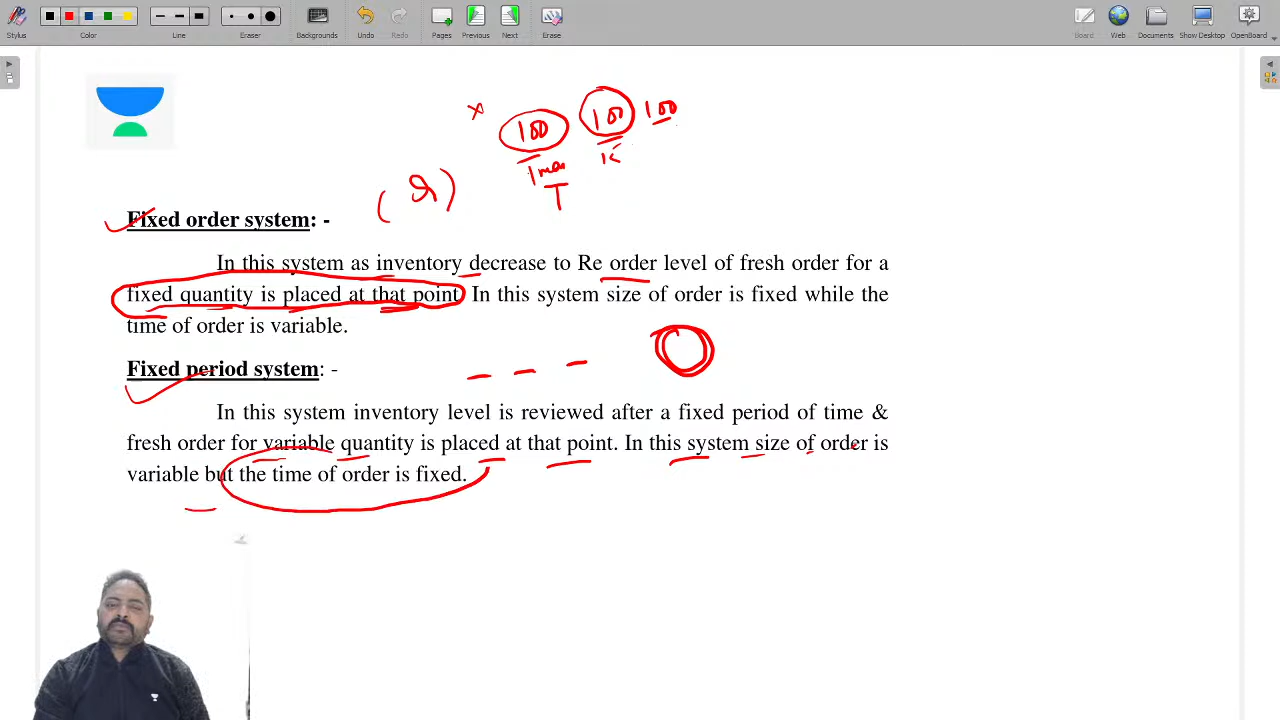 Stylus Color Line Eraser Backgrounds Undo Redo Pages Previous Next Erase Board Web Documents Show Desktop OpenBoard
100 100 100
T
Fixed order system: -
In this system as inventory decrease to Re order level of fresh order for a
fixed quantity is placed at that point. In this system size of order is fixed while the
time of order is variable.
Fixed period system: -
In this system inventory level is reviewed after a fixed period of time &
fresh order for variable quantity is placed at that point. In this system size of order is
variable but the time of order is fixed.